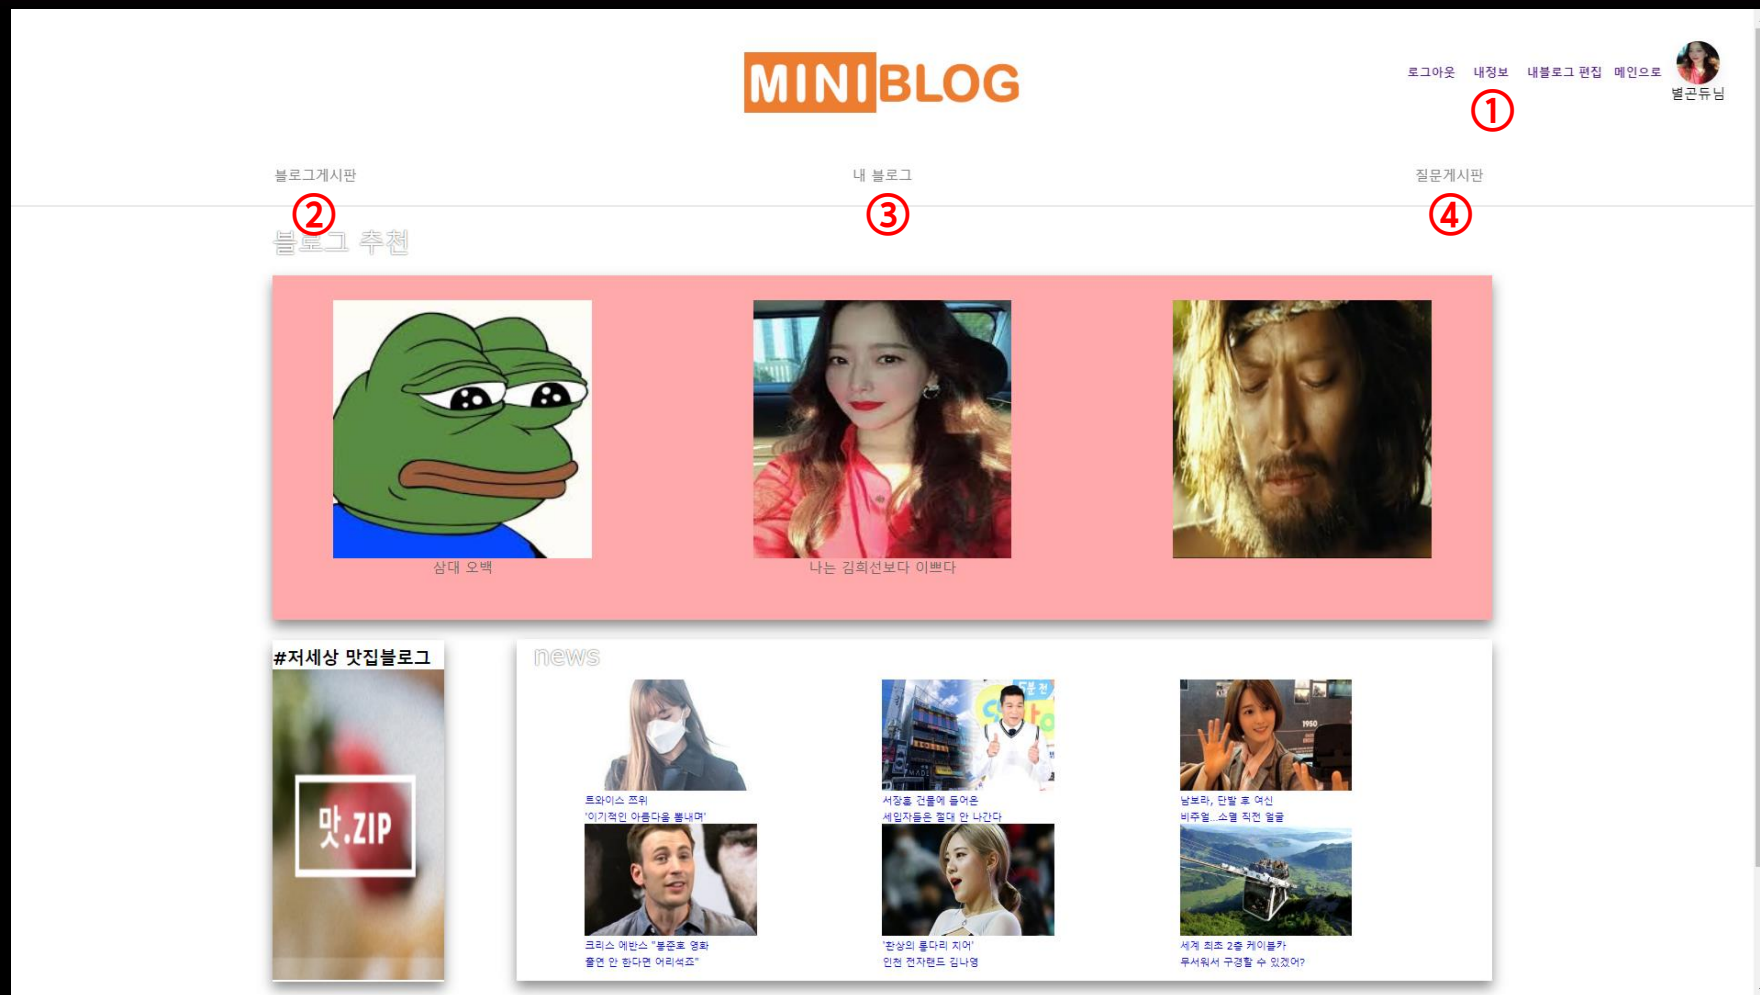 MINIBLOG
로그아웃 내정보 내블로그 편집 메인으로
별곤듀님
①
블로그게시판 내 블로그 질문게시판
② ③ ④
블로그 추천
삼대 오백 나는 김희선보다 이쁘다
#저세상 맛집블로그
맛.ZIP
news
5분 전
1950
MADE
트와이스 쯔위
'이기적인 아름다움 뽐내며'
서장훈 건물에 들어온
세입자들은 절대 안 나간다
남보라, 단발 후 여신
비주얼...소멸 직전 얼굴
크리스 에반스 "봉준호 영화
출연 안 한다면 어리석죠"
'환상의 롱다리 치어'
인천 전자랜드 김나영
세계 최초 2층 케이블카
무서워서 구경할 수 있겠어?